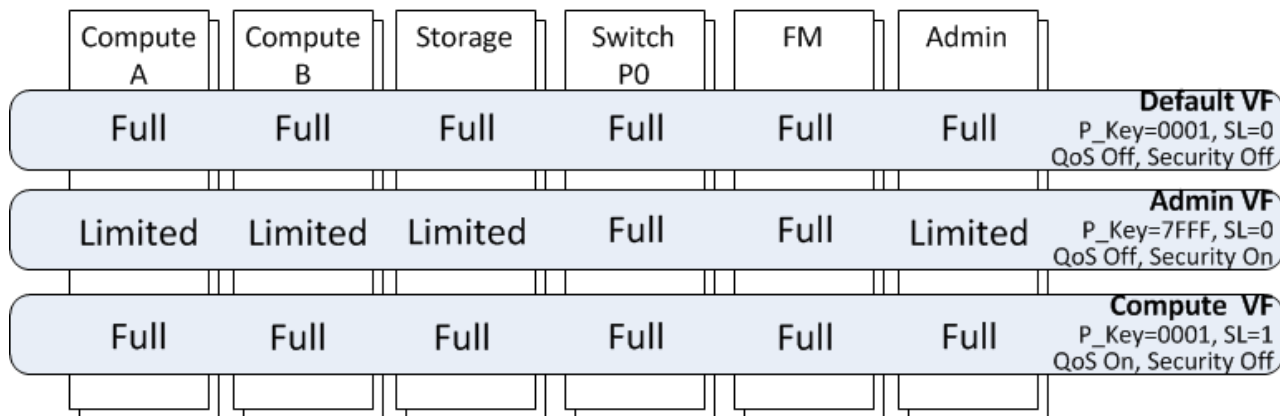 Compute
A
Compute
B
Storage
Switch
P0
FM
Admin
Full Full Full Full Full Full
Default VF
P_Key=0001, SL=0
QoS Off, Security Off
Limited Limited Limited Full Full Limited
Admin VF
P_Key=7FFF, SL=0
QoS Off, Security On
Full Full Full Full Full Full
Compute VF
P_Key=0001, SL=1
QoS On, Security Off